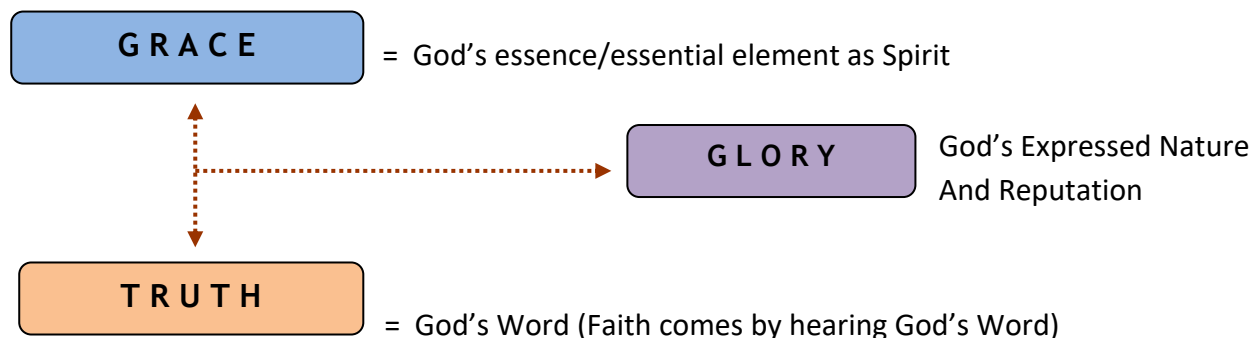 G R A C E
= God’s essence/essential element as Spirit
G L O R Y
God’s Expressed Nature
And Reputation
T R U T H
= God’s Word (Faith comes by hearing God’s Word)